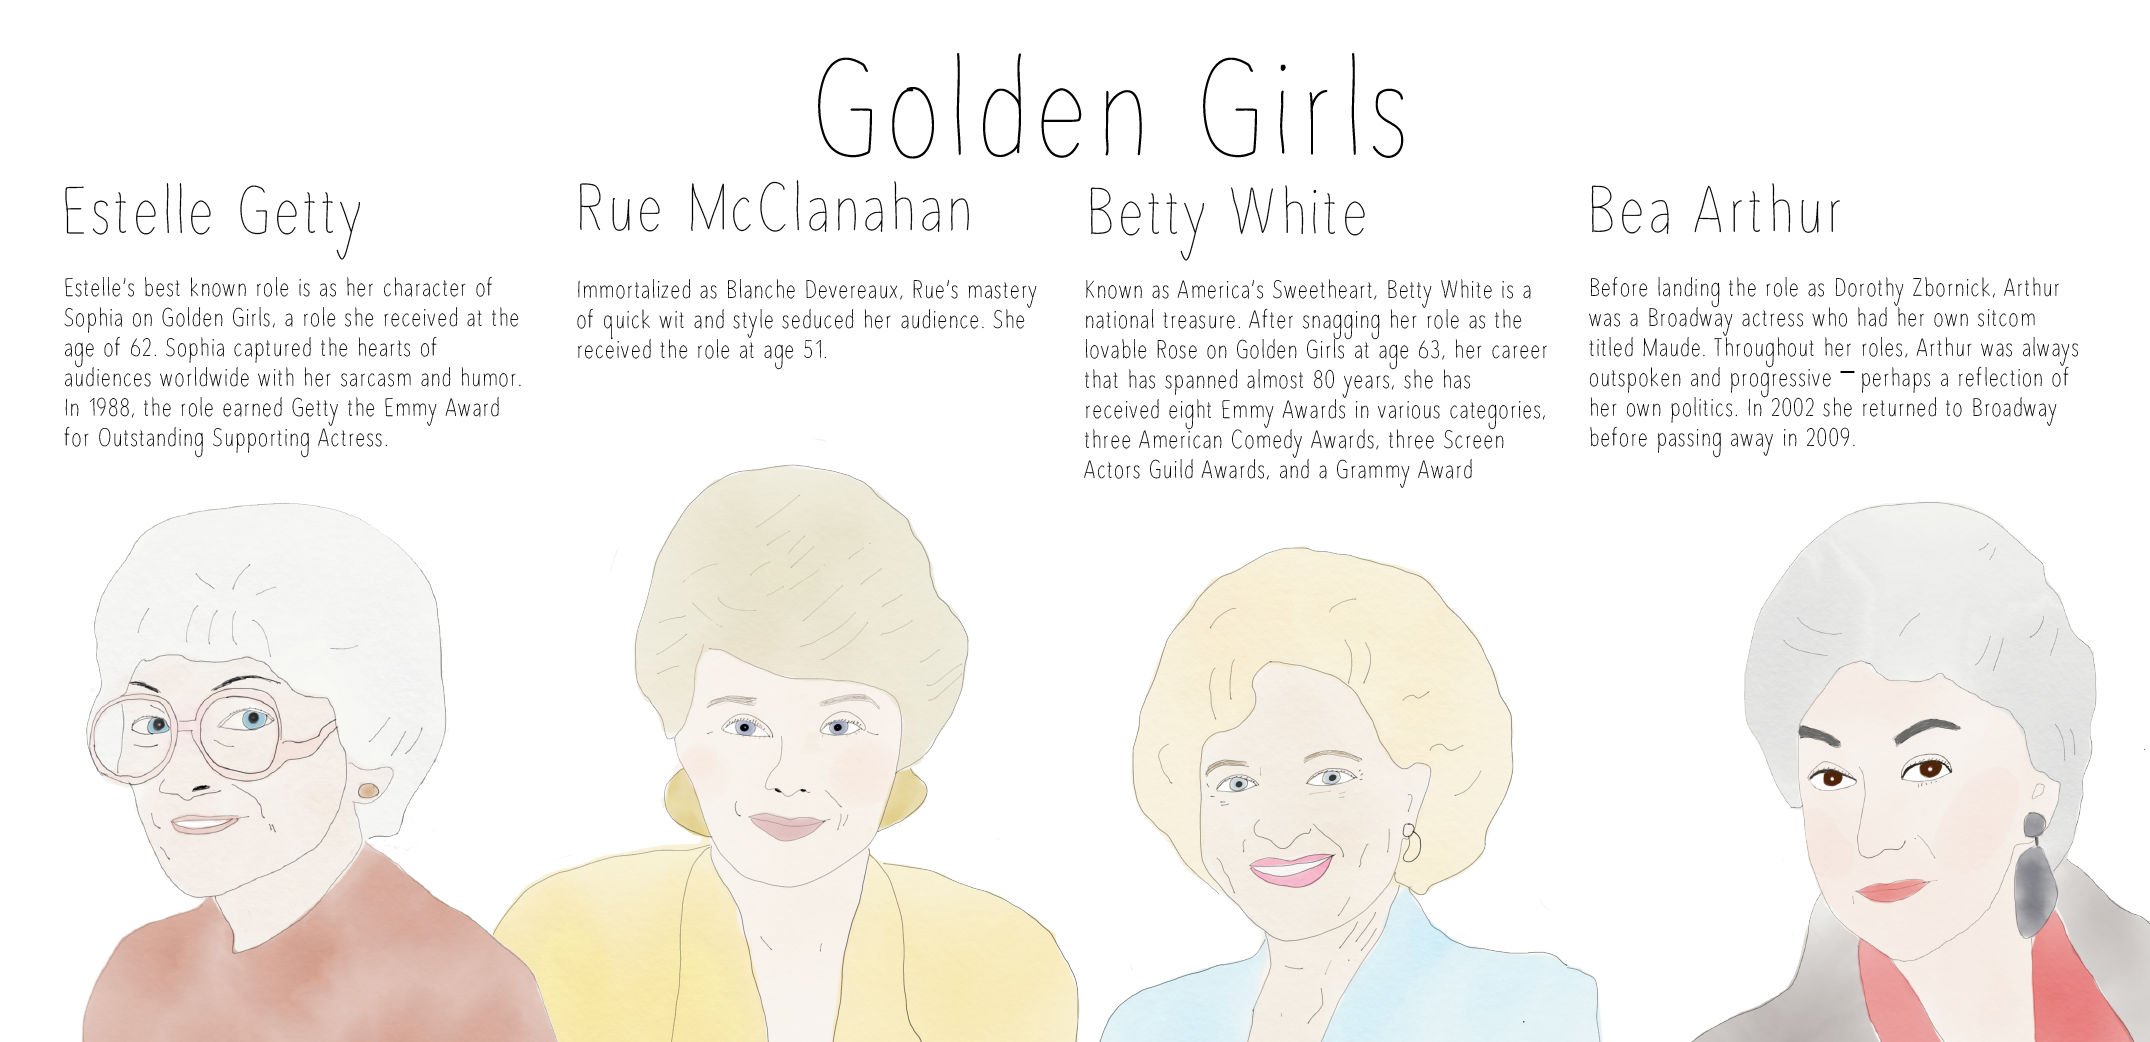 Golden Girls
Estelle Getty
Estelle's best known role is as her character of
Sophia on Golden Girls, a role she received at the
age of 62. Sophia captured the hearts of
audiences worldwide with her sarcasm and humor.
In 1988, the role earned Getty the Emmy Award
for Outstanding Supporting Actress.
Rue McClanahan
Immortalized as Blanche Devereaux, Rue's mastery
of quick wit and style seduced her audience. She
received the role at age 51.
Betty White
Known as America's Sweetheart, Betty White is a
national treasure. After snagging her role as the
lovable Rose on Golden Girls at age 63, her career
that has spanned almost 80 years, she has
received eight Emmy Awards in various categories,
three American Comedy Awards, three Screen
Actors Guild Awards, and a Grammy Award
Bea Arthur
Before landing the role as Dorothy Zbornick, Arthur
was a Broadway actress who had her own sitcom
titled Maude. Throughout her roles, Arthur was always
outspoken and progressive — perhaps a reflection of
her own politics. In 2002 she returned to Broadway
before passing away in 2009.